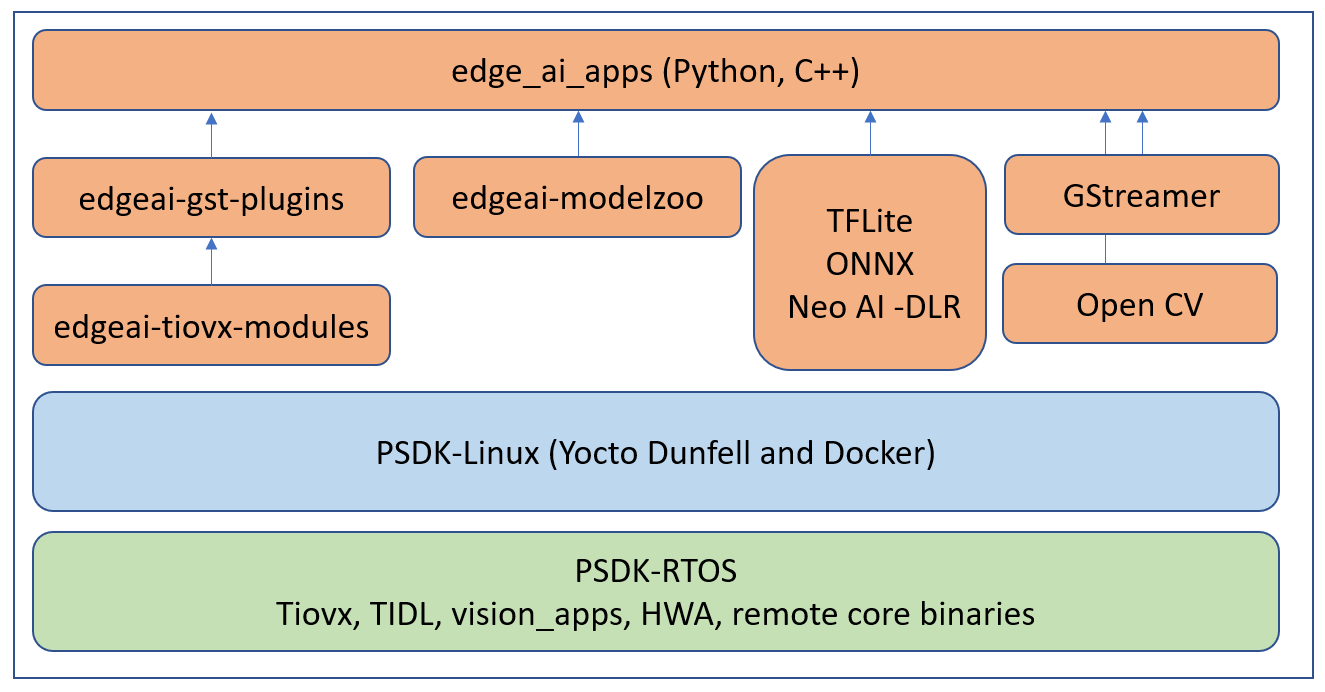 edge_ai_apps (Python, C++)
edgeai-gst-plugins
edgeai-modelzoo
TFLite
ONNX
Neo AI -DLR
GStreamer
edgeai-tiovx-modules
Open CV
PSDK-Linux (Yocto Dunfell and Docker)
PSDK-RTOS
Tiovx, TIDL, vision_apps, HWA, remote core binaries